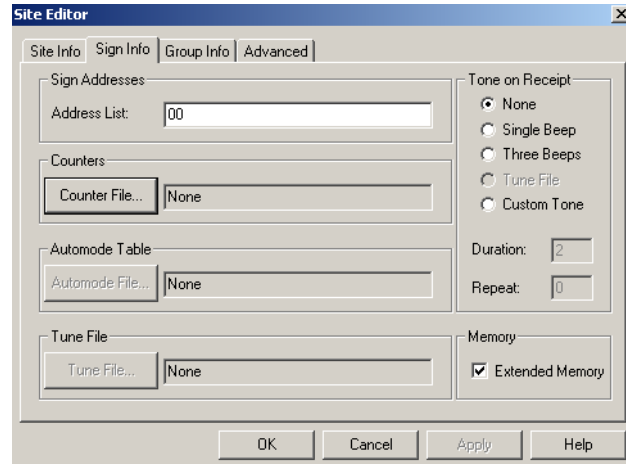 Site Editor
Site Info Sign Info Group Info Advanced
Sign Addresses
Address List: 00
Counters
Counter File... None
Automode Table
Automode File... None
Tune File
Tune File... None
Tone on Receipt
None
Single Beep
Three Beeps
Tune File
Custom Tone
Duration: 2
Repeat: 0
Memory
Extended Memory
OK Cancel Apply Help